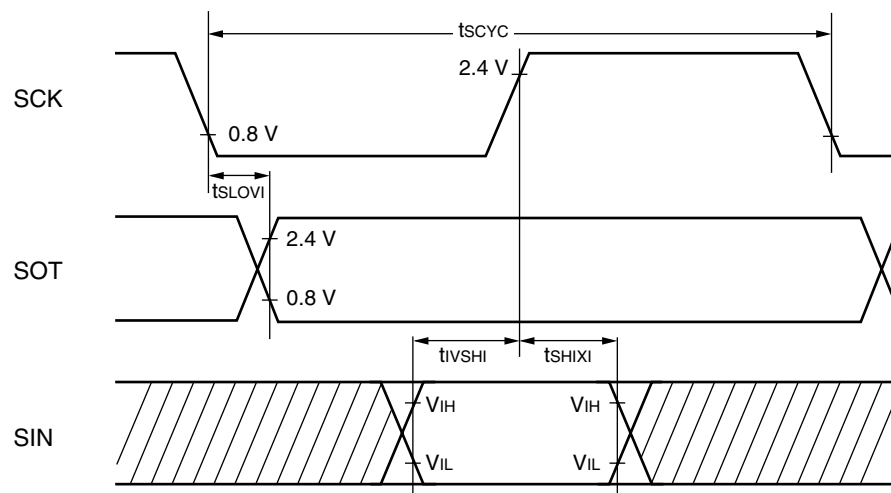 tSCYC
SCK
2.4 V
0.8 V
tSLOVI
SOT
2.4 V
0.8 V
tIVSHI
tSHIXI
SIN
VIH
VIH
VIL
VIL